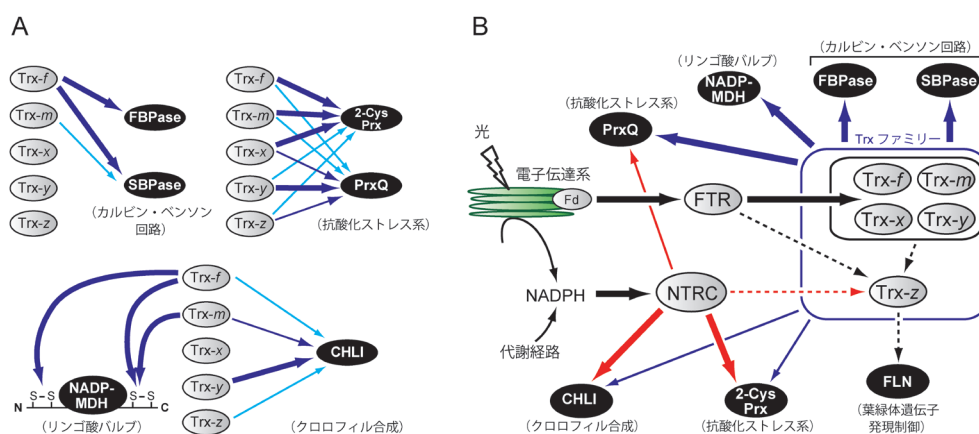 A
Trx-f
Trx-m
Trx-x
Trx-y
Trx-z
FBPase
SBPase
(カルビン・ベンソン
回路)
Trx-f
Trx-m
Trx-x
Trx-y
Trx-z
2-Cys
Prx
PrxQ
(抗酸化ストレス系)
Trx-f
Trx-m
Trx-x
Trx-y
Trx-z
N
S-S
NADP-
MDH
S-S
C
(リンゴ酸バルブ)
CHLI
(クロロフィル合成)
B
(カルビン・ベンソン回路)
(リンゴ酸バルブ)
NADP-
MDH
FBPase
SBPase
(抗酸化ストレス系)
PrxQ
Trx ファミリー
光
電子伝達系
Fd
FTR
Trx-f
Trx-m
Trx-x
Trx-y
NADPH
NTRC
Trx-z
代謝経路
CHLI
(クロロフィル合成)
2-Cys
Prx
(抗酸化ストレス系)
FLN
(葉緑体遺伝子
発現制御)